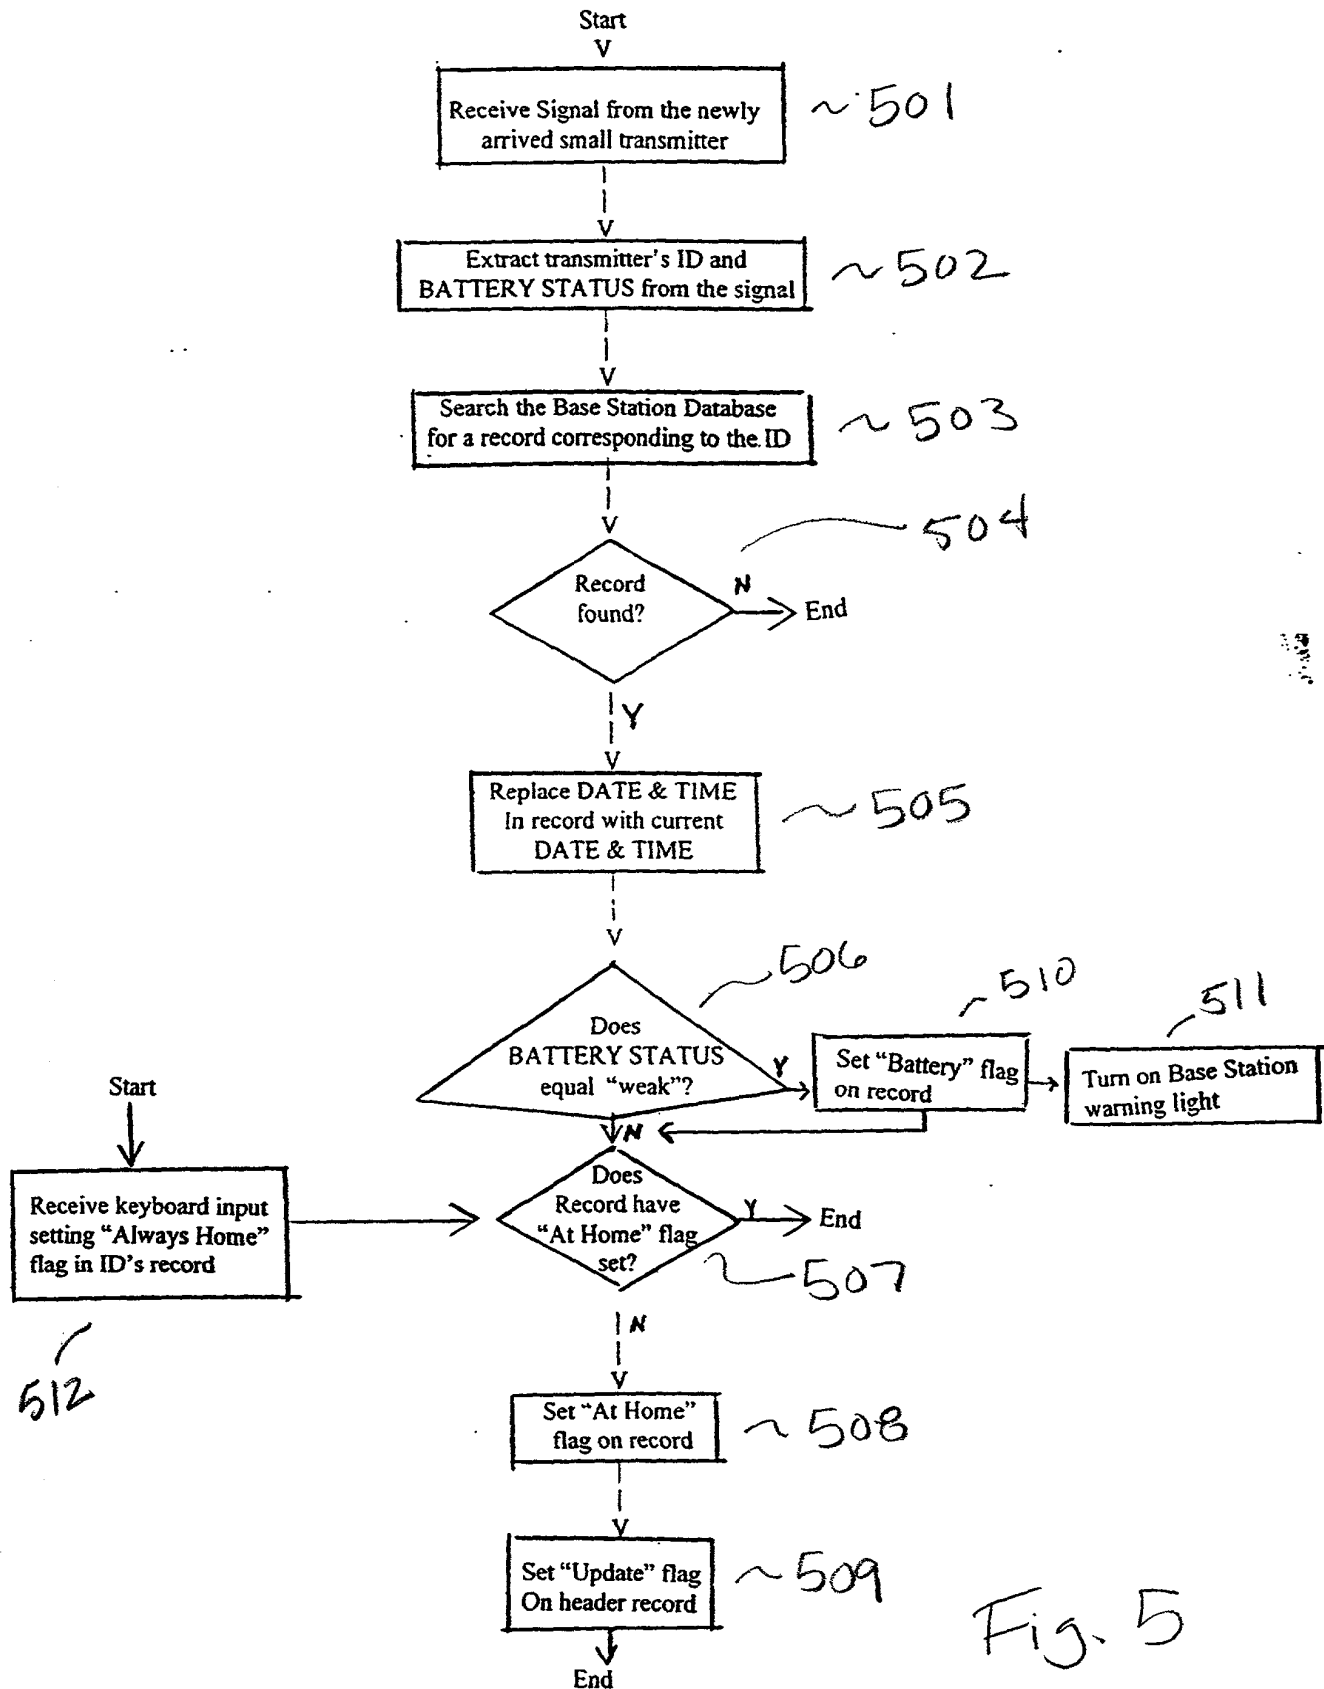 Start
Receive Signal from the newly
arrived small transmitter
~501
Extract transmitter's ID and
BATTERY STATUS from the signal
~502
Search the Base Station Database
for a record corresponding to the ID
~503
504
Record
found?
N
End
Y
Replace DATE & TIME
In record with current
DATE & TIME
~505
506
510
511
Does
BATTERY STATUS
equal "weak"?
Y
Set "Battery" flag
on record
Turn on Base Station
warning light
N
Start
Receive keyboard input
setting "Always Home"
flag in ID's record
512
Does
Record have
"At Home" flag
set?
Y
End
507
N
Set "At Home"
flag on record
~508
Set "Update" flag
On header record
~509
End
Fig. 5